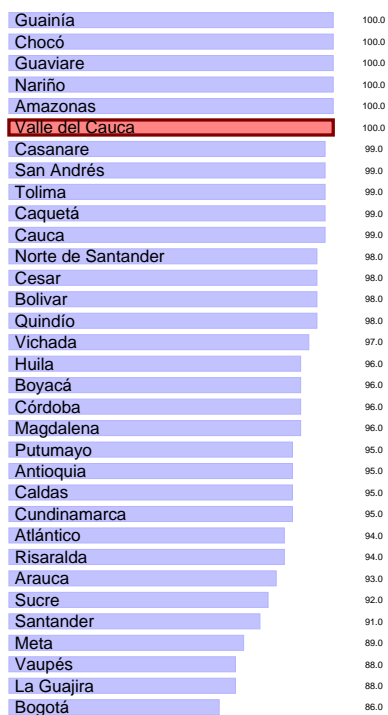 Guainía 100.0
Chocó 100.0
Guaviare 100.0
Nariño 100.0
Amazonas 100.0
Valle del Cauca 100.0
Casanare 99.0
San Andrés 99.0
Tolima 99.0
Caquetá 99.0
Cauca 99.0
Norte de Santander 98.0
Cesar 98.0
Bolivar 98.0
Quindío 98.0
Vichada 97.0
Huila 96.0
Boyacá 96.0
Córdoba 96.0
Magdalena 96.0
Putumayo 95.0
Antioquia 95.0
Caldas 95.0
Cundinamarca 95.0
Atlántico 94.0
Risaralda 94.0
Arauca 93.0
Sucre 92.0
Santander 91.0
Meta 89.0
Vaupés 88.0
La Guajira 88.0
Bogotá 86.0